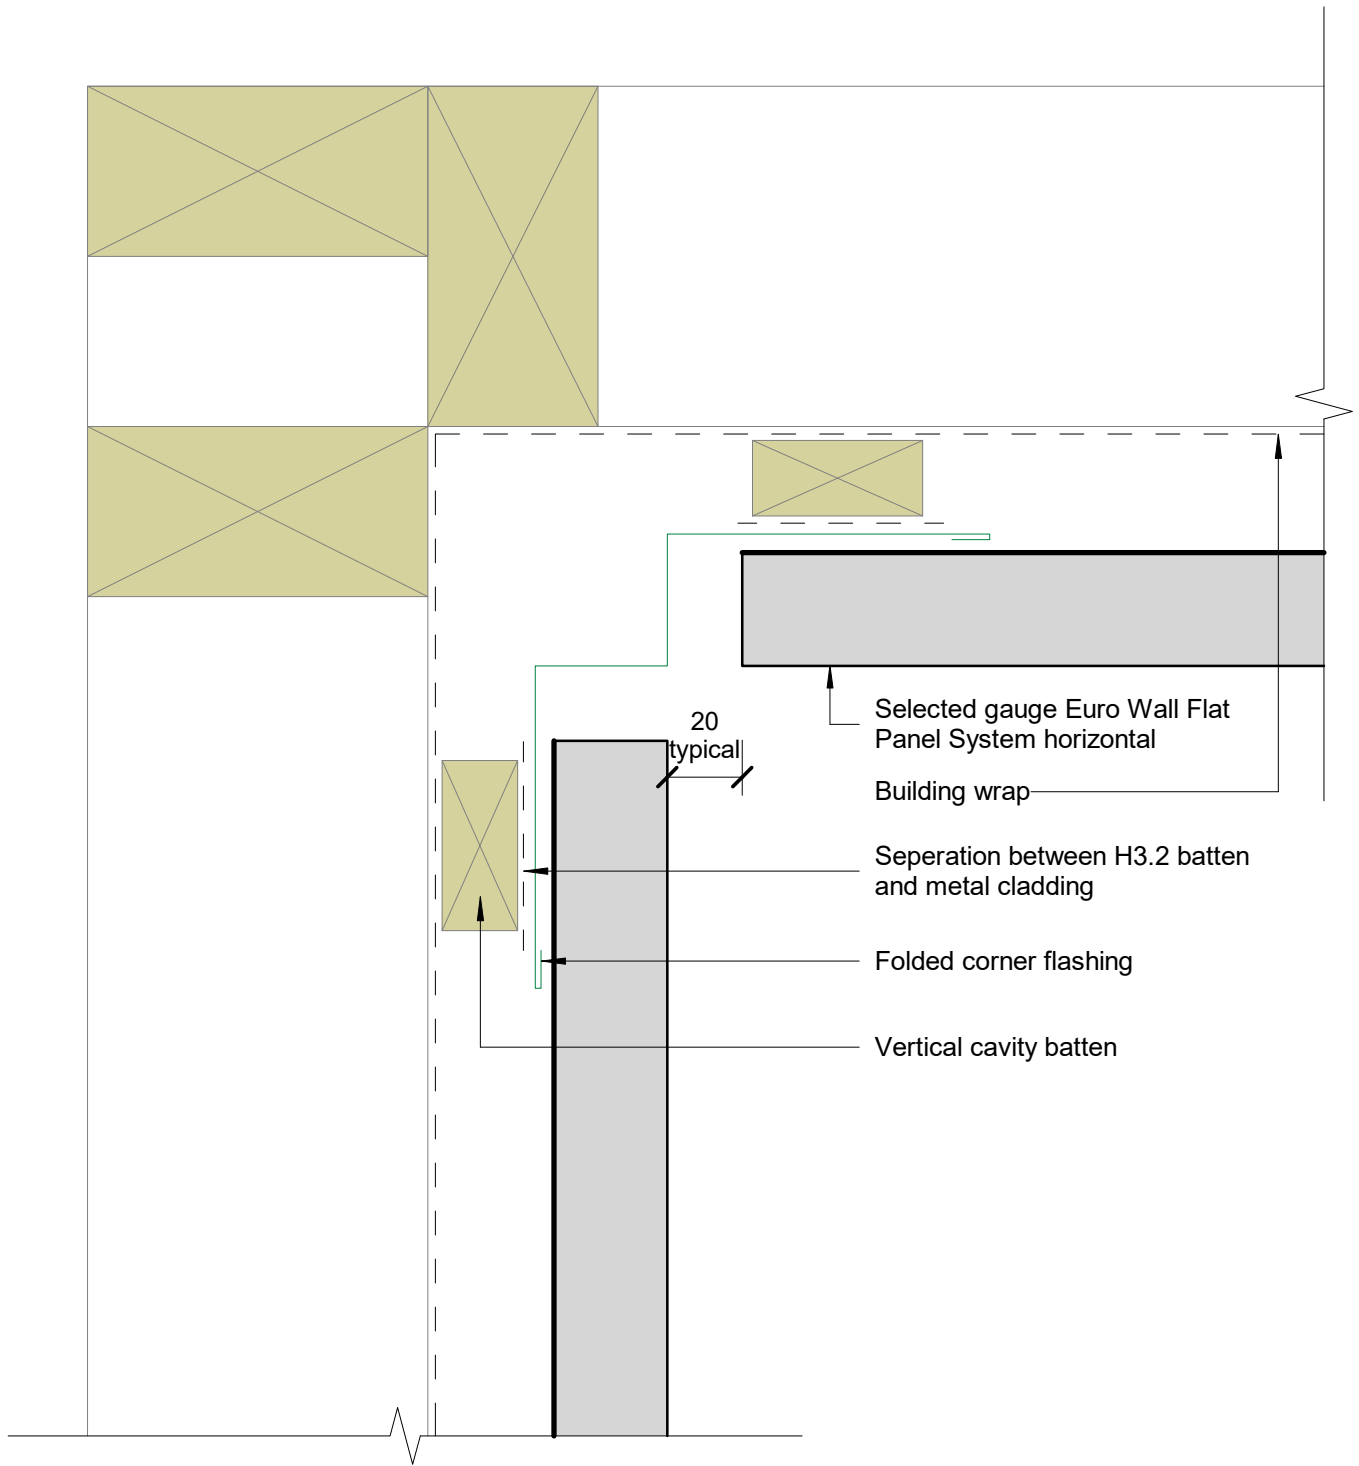 20
typical
Selected gauge Euro Wall Flat
Panel System horizontal
Building wrap
Seperation between H3.2 batten
and metal cladding
Folded corner flashing
Vertical cavity batten